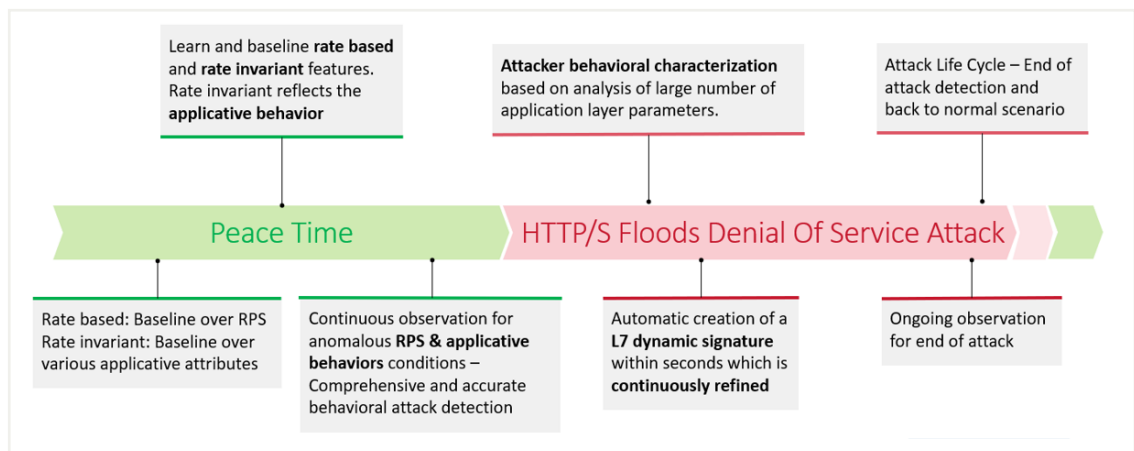 Learn and baseline rate based
and rate invariant features.
Rate invariant reflects the
applicative behavior
Attacker behavioral characterization
based on analysis of large number of
application layer parameters.
Attack Life Cycle – End of
attack detection and
back to normal scenario
Peace Time
HTTP/S Floods Denial Of Service Attack
Rate based: Baseline over RPS
Rate invariant: Baseline over
various applicative attributes
Continuous observation for
anomalous RPS & applicative
behaviors conditions –
Comprehensive and accurate
behavioral attack detection
Automatic creation of a
L7 dynamic signature
within seconds which is
continuously refined
Ongoing observation
for end of attack